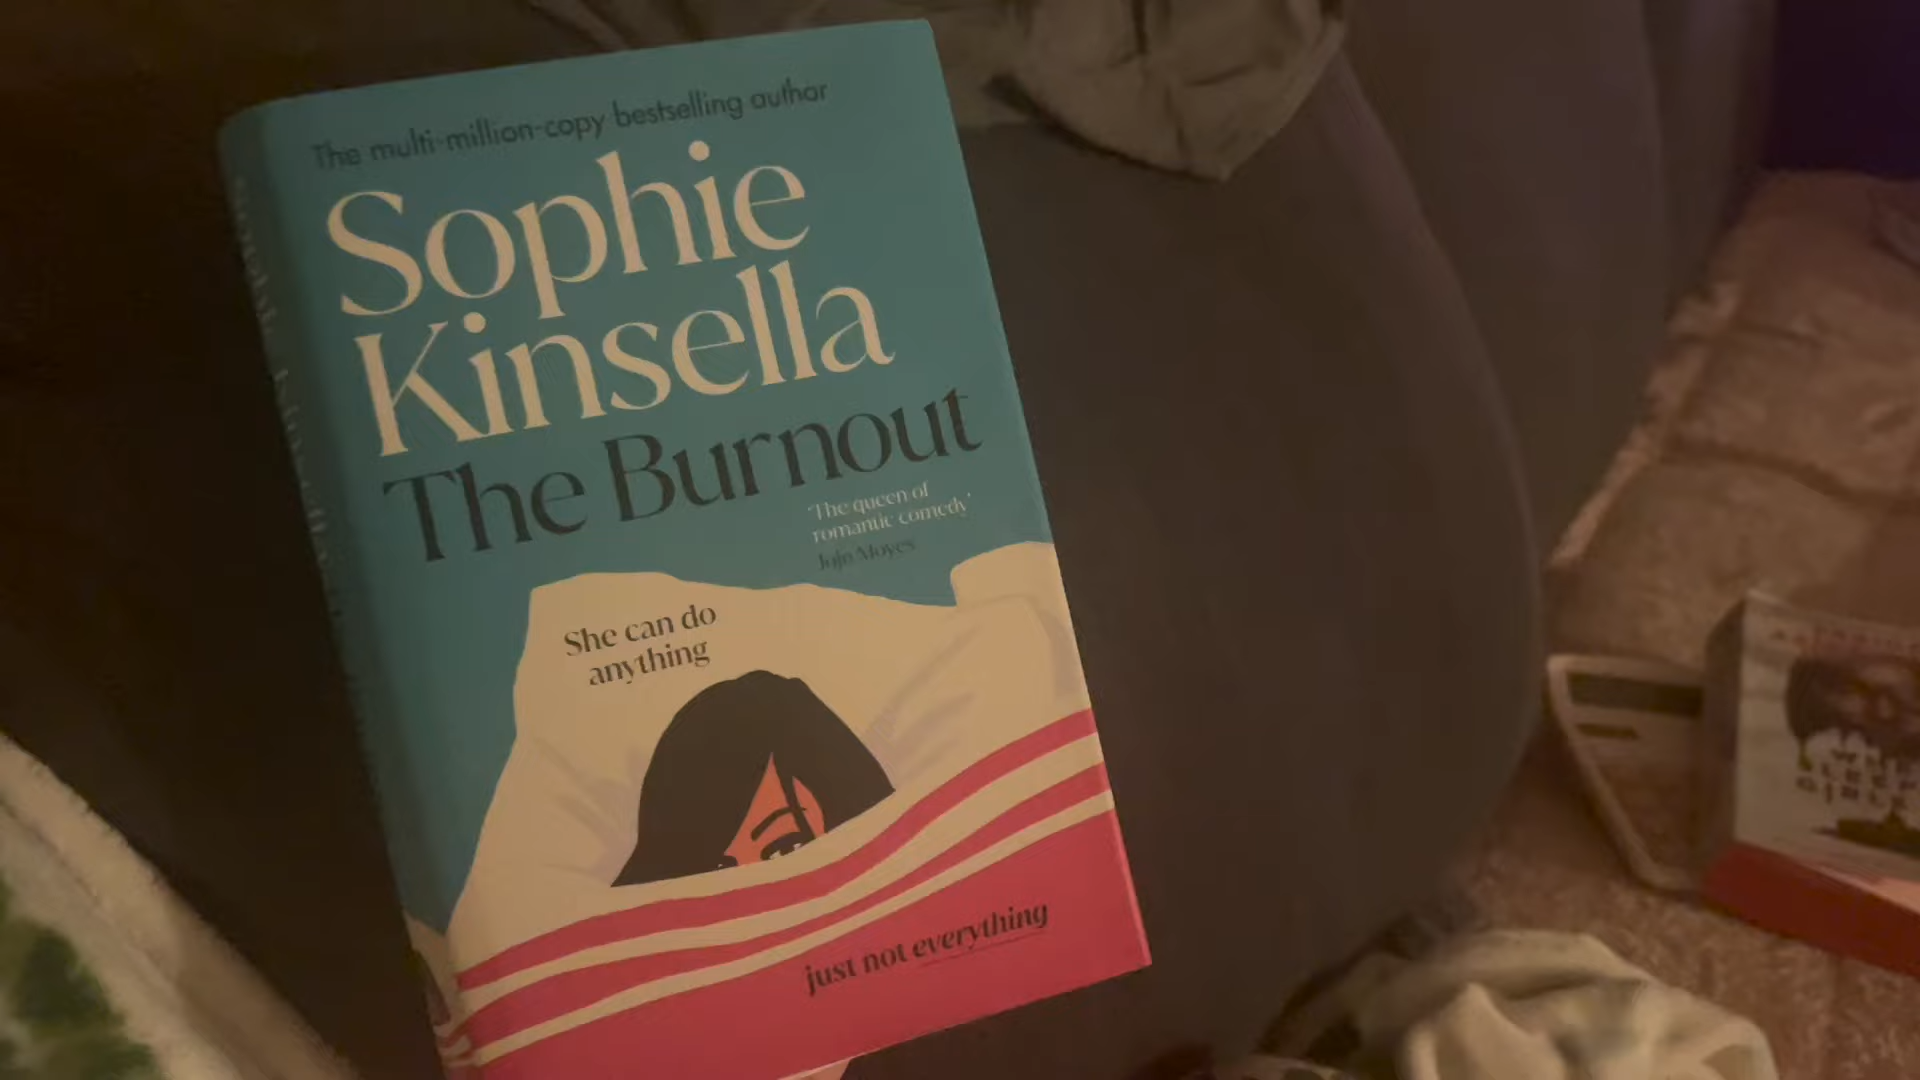 The multi-million-copy bestselling author
Sophie
Kinsella
The Burnout
'The queen of
romantic comedy'
Jojo Moyes
She can do
anything
just not everything